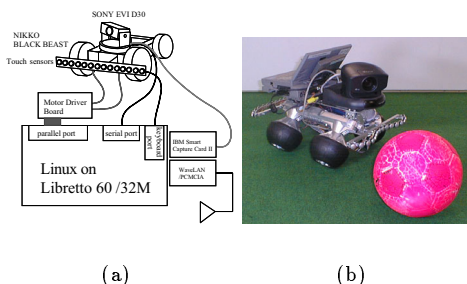 SONY EVI D30
NIKKO
BLACK BEAST
Touch sensors
Motor Driver
Board
parallel port
serial port
keyboard
port
IBM Smart
Capture Card II
Linux on
Libretto 60 /32M
WaveLAN
/PCMCIA
(a)
(b)